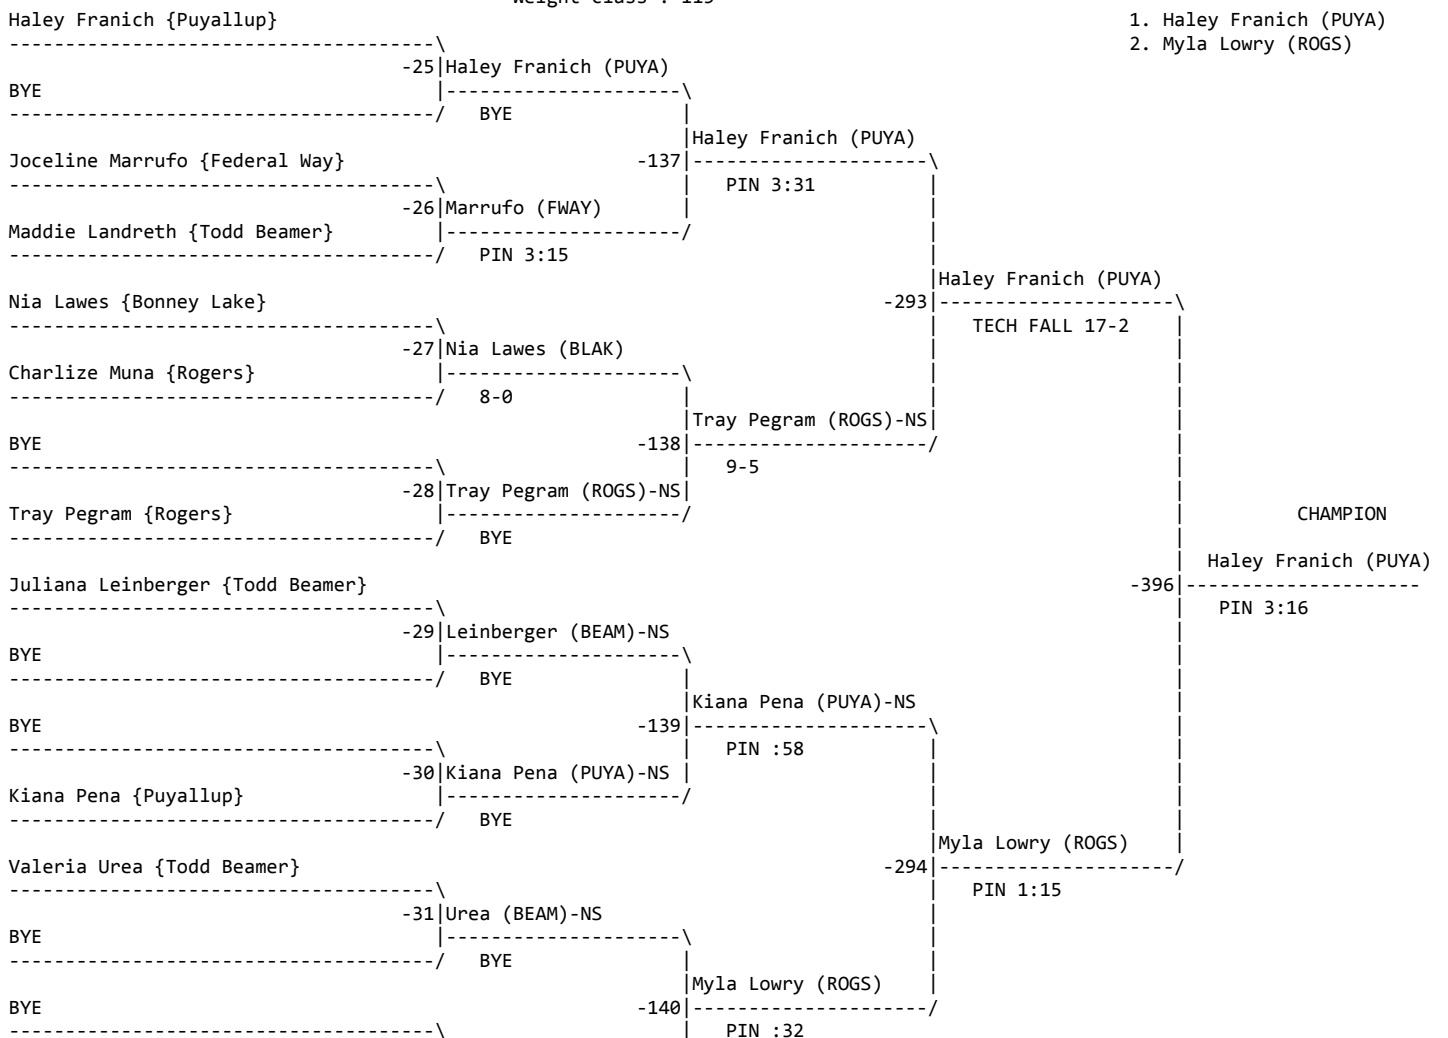 Weight Class : 115
Haley Franich {Puyallup} 1. Haley Franich (PUYA)
-------------------------------------\ 2. Myla Lowry (ROGS)
-25|Haley Franich (PUYA)
BYE |---------------------\
-------------------------------------/ BYE |
|Haley Franich (PUYA)
Joceline Marrufo {Federal Way} -137|---------------------\
-------------------------------------\ | PIN 3:31 |
-26|Marrufo (FWAY) | |
Maddie Landreth {Todd Beamer} |---------------------/ |
-------------------------------------/ PIN 3:15 |
|Haley Franich (PUYA)
Nia Lawes {Bonney Lake} -293|---------------------\
-------------------------------------\ | TECH FALL 17-2 |
-27|Nia Lawes (BLAK) | |
Charlize Muna {Rogers} |---------------------\ | |
-------------------------------------/ 8-0 | | |
|Tray Pegram (ROGS)-NS| |
BYE -138|---------------------/ |
-------------------------------------\ | 9-5 |
-28|Tray Pegram (ROGS)-NS| |
Tray Pegram {Rogers} |---------------------/ | CHAMPION
-------------------------------------/ BYE |
| Haley Franich (PUYA)
Juliana Leinberger {Todd Beamer} -396|---------------------
-------------------------------------\ | PIN 3:16
-29|Leinberger (BEAM)-NS |
BYE |---------------------\ |
-------------------------------------/ BYE | |
|Kiana Pena (PUYA)-NS |
BYE -139|---------------------\ |
-------------------------------------\ | PIN :58 | |
-30|Kiana Pena (PUYA)-NS | | |
Kiana Pena {Puyallup} |---------------------/ | |
-------------------------------------/ BYE | |
|Myla Lowry (ROGS) |
Valeria Urea {Todd Beamer} -294|---------------------/
-------------------------------------\ | PIN 1:15
-31|Urea (BEAM)-NS |
BYE |---------------------\ |
-------------------------------------/ BYE | |
|Myla Lowry (ROGS) |
BYE -140|---------------------/
-------------------------------------\ | PIN :32